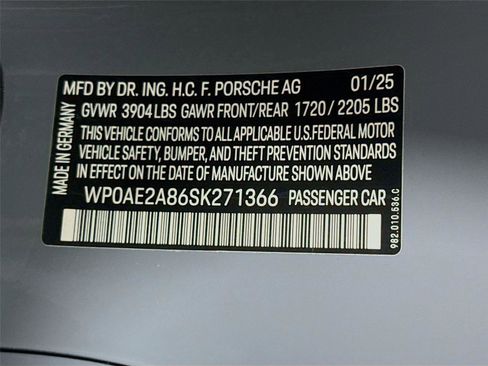 MFD BY DR. ING. H.C. F. PORSCHE AG 01/25
GVWR 3904 LBS GAWR FRONT/REAR 1720 / 2205 LBS
THIS VEHICLE CONFORMS TO ALL APPLICABLE U.S.FEDERAL MOTOR
VEHICLE SAFETY, BUMPER, AND THEFT PREVENTION STANDARDS
IN EFFECT ON THE DATE OF MANUFACTURE SHOWN ABOVE
WP0AE2A86SK271366 PASSENGER CAR
MADE IN GERMANY
982.010.536.C